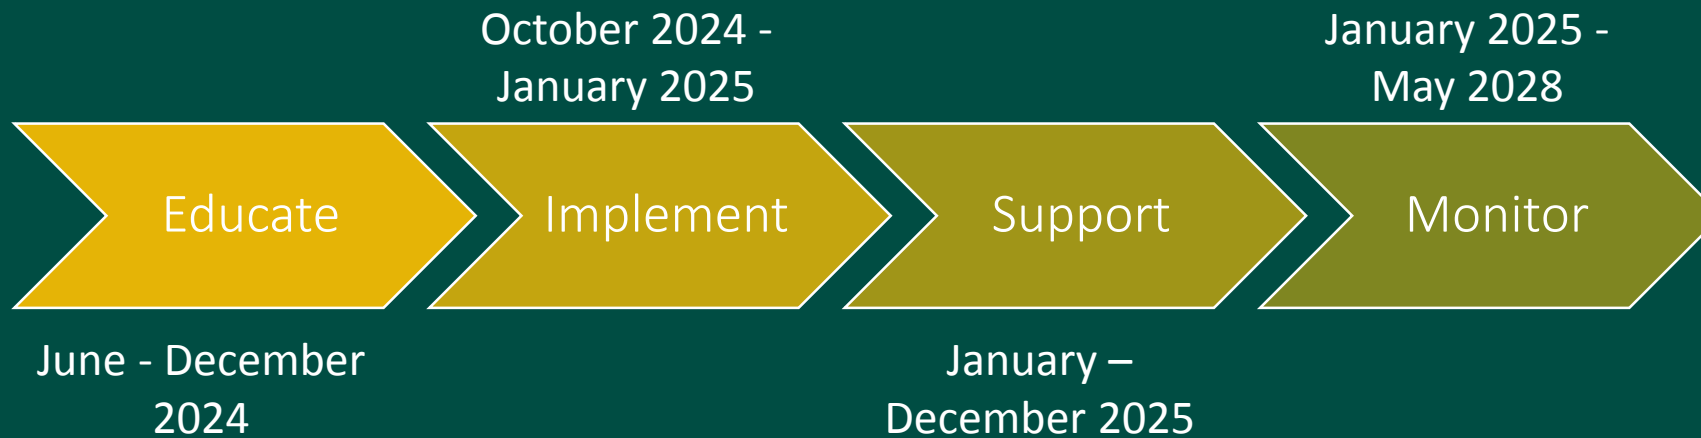 October 2024 -
January 2025
January 2025 -
May 2028
Educate
Implement
Support
Monitor
June - December
2024
January –
December 2025